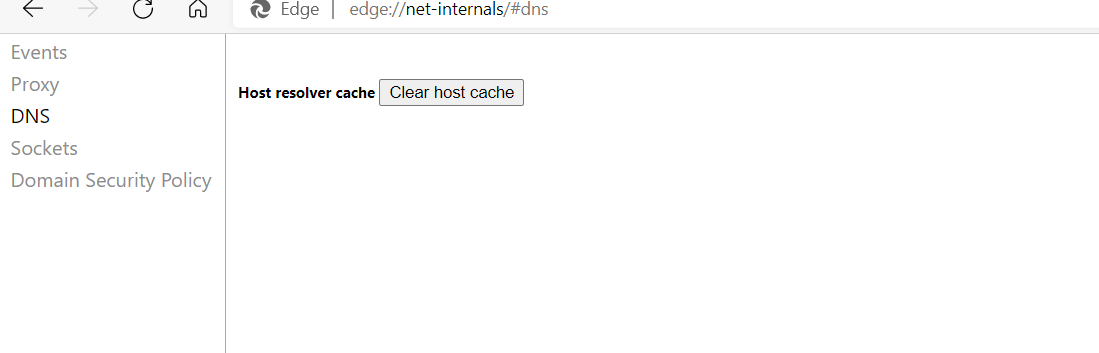 Edge | edge://net-internals/#dns
Events
Proxy
DNS
Sockets
Domain Security Policy
Host resolver cache Clear host cache